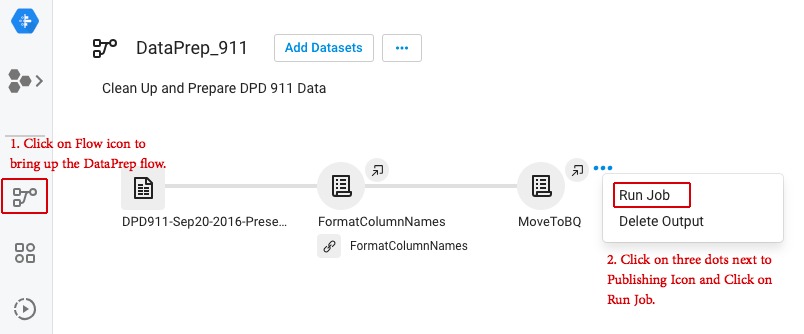 DataPrep_911
Add Datasets
...
Clean Up and Prepare DPD 911 Data
1. Click on Flow icon to
bring up the DataPrep flow.
DPD911-Sep20-2016-Prese...
FormatColumnNames
MoveToBQ
FormatColumnNames
Run Job
Delete Output
2. Click on three dots next to
Publishing Icon and Click on
Run Job.